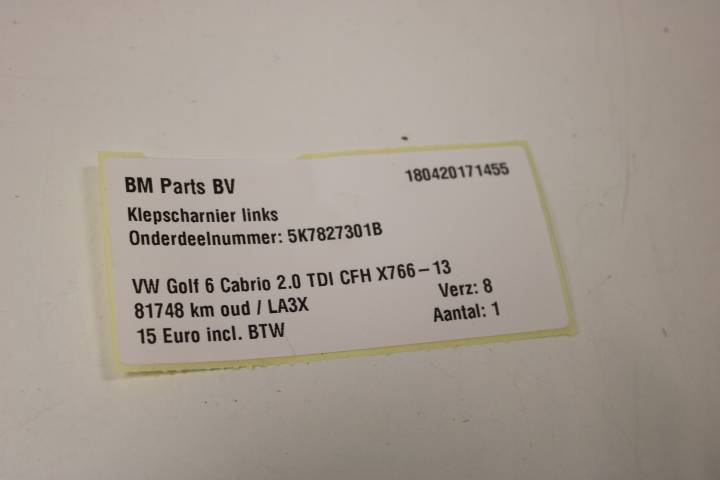 BM Parts BV
180420171455
Klepscharnier links
Onderdeelnummer: 5K7827301B
VW Golf 6 Cabrio 2.0 TDI CFH X766–13
81748 km oud / LA3X
Verz: 8
15 Euro incl. BTW
Aantal: 1